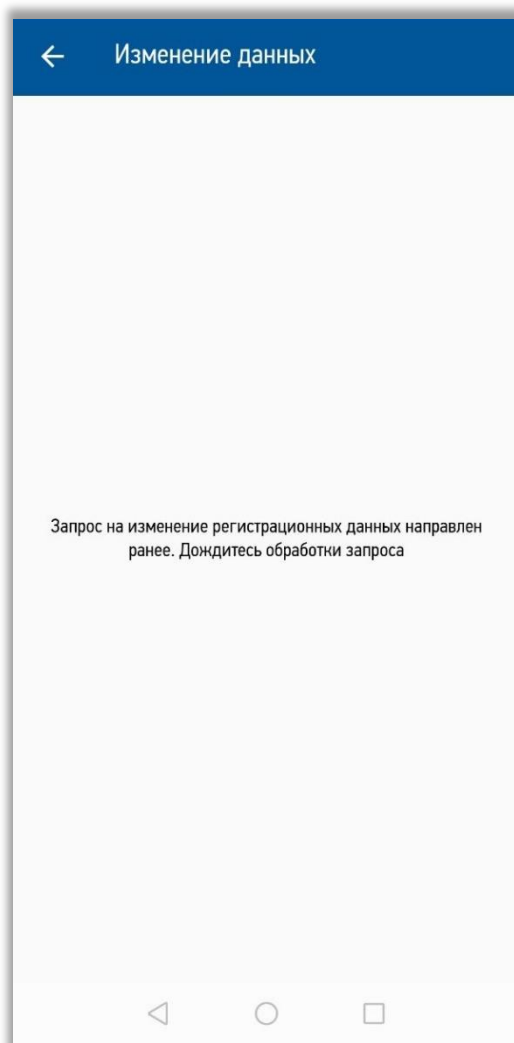 Изменение данных
Запрос на изменение регистрационных данных направлен
ранее. Дождитесь обработки запроса